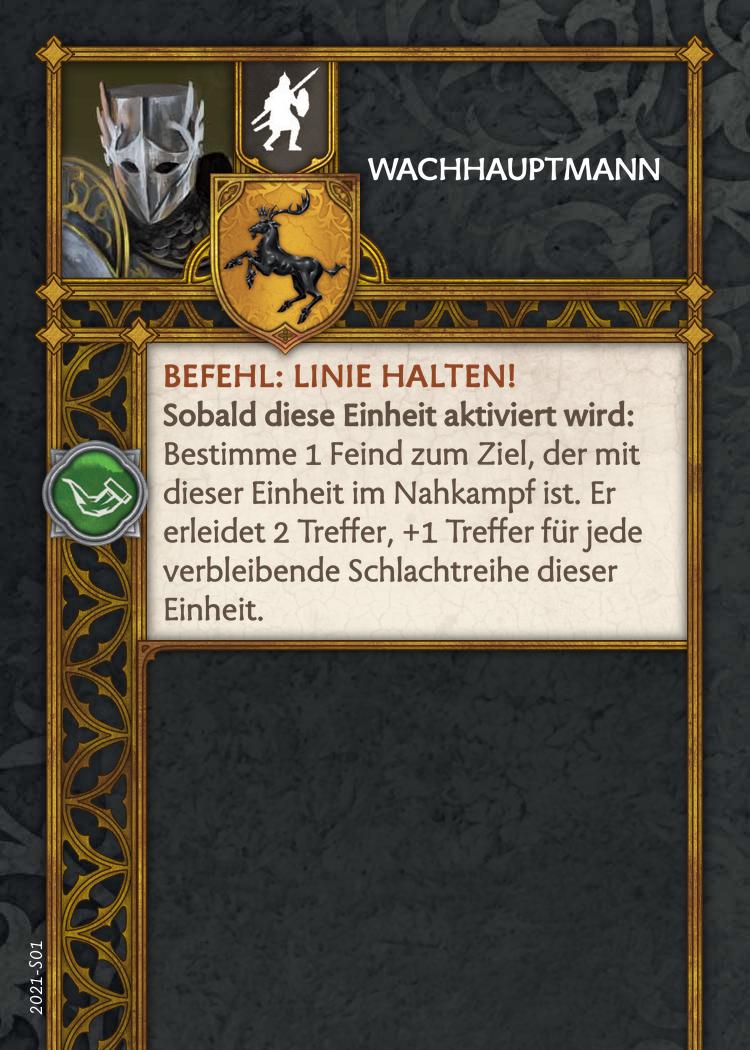 WACHHAUPTMANN
BEFEHL: LINIE HALTEN!
Sobald diese Einheit aktiviert wird:
Bestimme 1 Feind zum Ziel, der mit
dieser Einheit im Nahkampf ist. Er
erleidet 2 Treffer, +1 Treffer für jede
verbleibende Schlachtreihe dieser
Einheit.
2021-S01